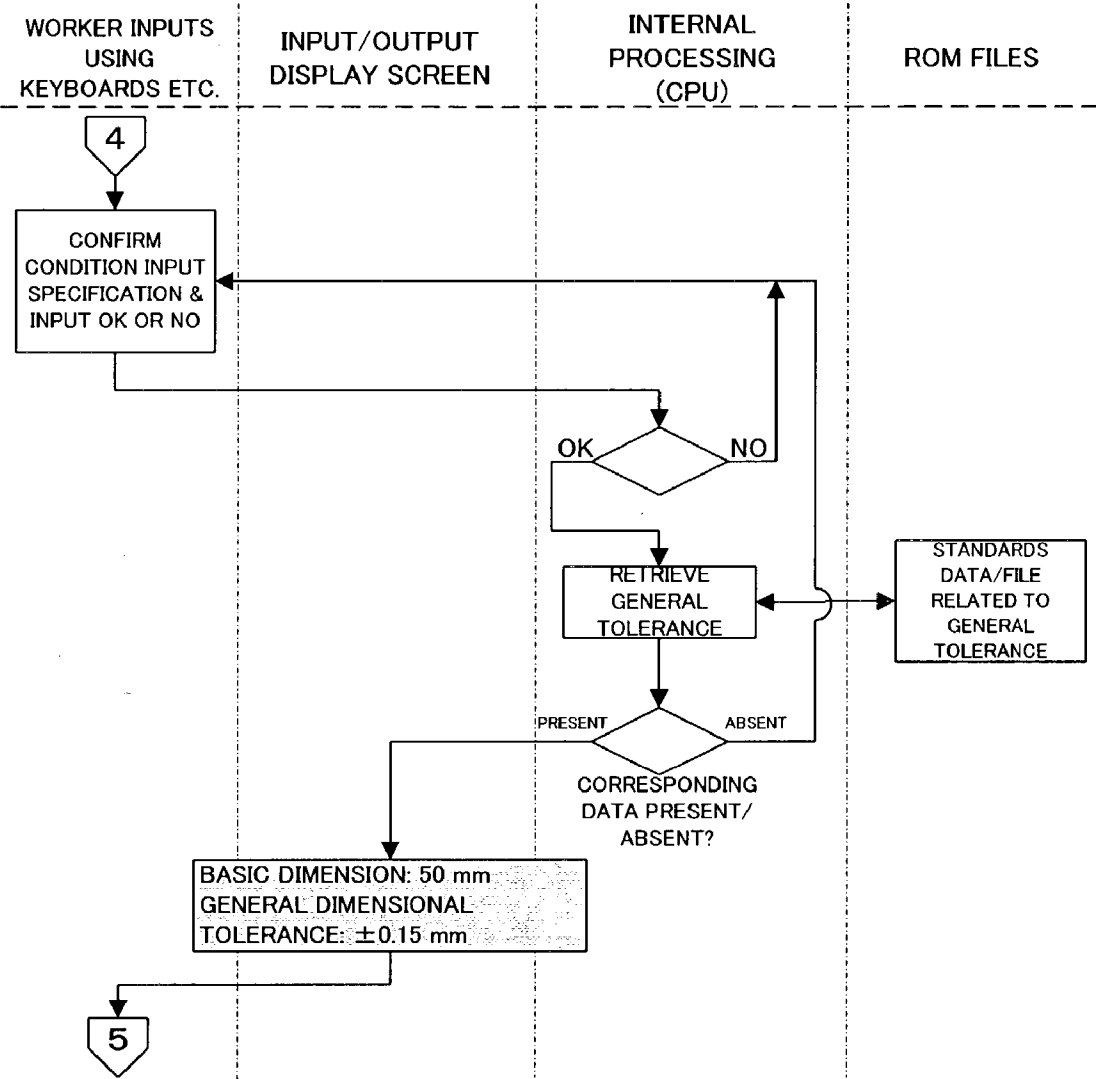 WORKER INPUTS
USING
KEYBOARDS ETC.
INPUT/OUTPUT
DISPLAY SCREEN
INTERNAL
PROCESSING
(CPU)
ROM FILES
4
CONFIRM
CONDITION INPUT
SPECIFICATION &
INPUT OK OR NO
OK
NO
RETRIEVE
GENERAL
TOLERANCE
STANDARDS
DATA/FILE
RELATED TO
GENERAL
TOLERANCE
PRESENT
ABSENT
CORRESPONDING
DATA PRESENT/
ABSENT?
BASIC DIMENSION: 50 mm
GENERAL DIMENSIONAL
TOLERANCE: ±0.15 mm
5